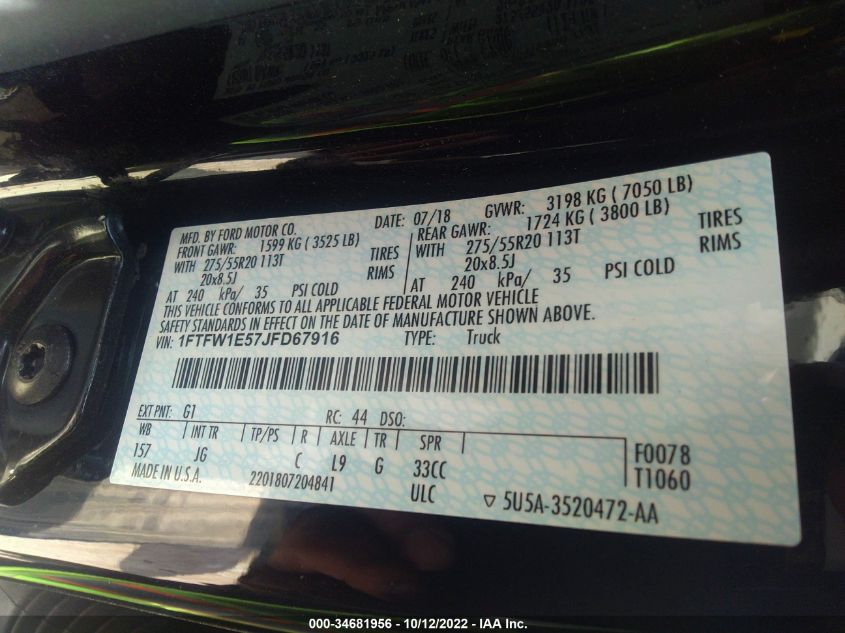 MFD. BY FORD MOTOR CO. DATE: 07/18 GVWR: 3198 KG ( 7050 LB)
FRONT GAWR: 1599 KG ( 3525 LB) REAR GAWR: 1724 KG ( 3800 LB)
WITH 275/55R20 113T TIRES WITH 275/55R20 113T TIRES
20x8.5J RIMS 20x8.5J RIMS
AT 240 kPa/ 35 PSI COLD AT 240 kPa/ 35 PSI COLD
THIS VEHICLE CONFORMS TO ALL APPLICABLE FEDERAL MOTOR VEHICLE
SAFETY STANDARDS IN EFFECT ON THE DATE OF MANUFACTURE SHOWN ABOVE.
VIN: 1FTFW1E57JFD67916 TYPE: Truck
EXT PNT: G1 RC: 44 DSO:
WB INT TR TP/PS R AXLE TR SPR
157 JG C L9 G 33CC F0078
MADE IN U.S.A. 2201807204841 ULC T1060
5U5A-3520472-AA
000-34681956 - 10/12/2022 - IAA Inc.